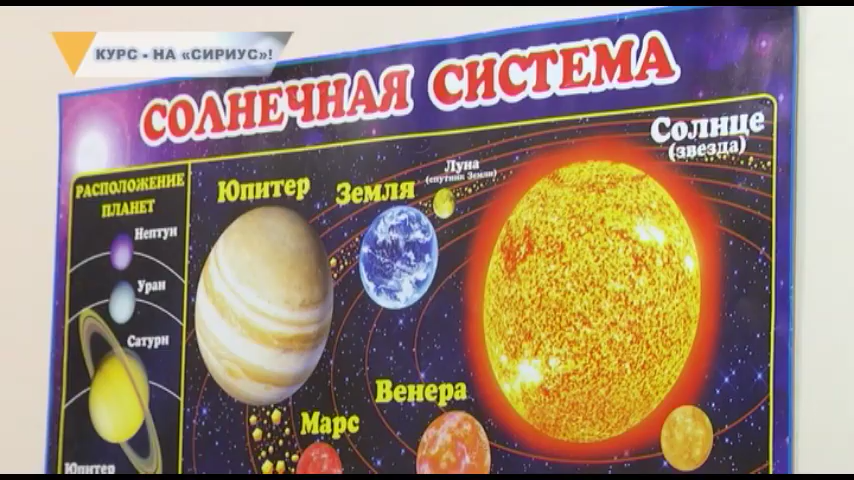 КУРС - НА «СИРИУС»!
СОЛНЕЧНАЯ СИСТЕМА
Солнце
(звезда)
РАСПОЛОЖЕНИЕ
ПЛАНЕТ
Юпитер
Земля
Луна
(спутник Земли)
Нептун
Уран
Сатурн
Венера
Марс
Юпитер